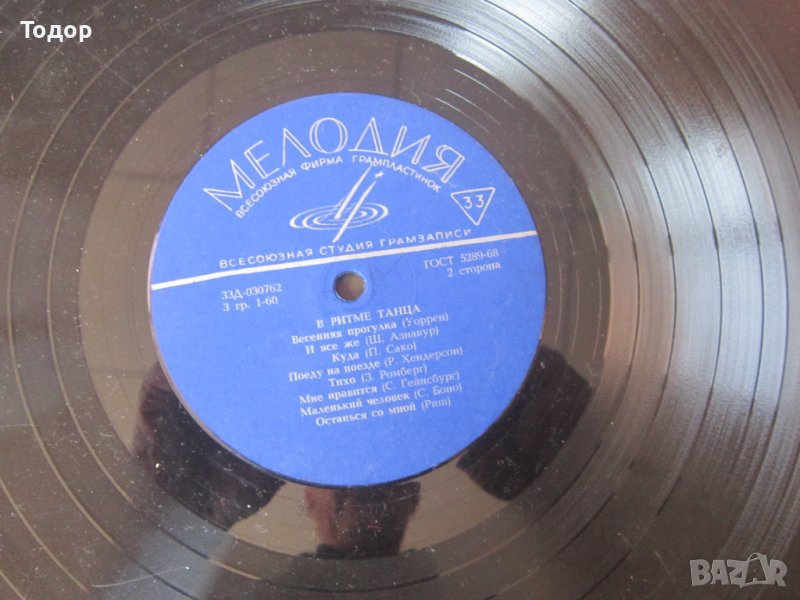 Тодор
МЕЛОДИЯ
ВСЕСОЮЗНАЯ ФИРМА ГРАМПЛАСТИНОК
33
ВСЕСОЮЗНАЯ СТУДИЯ ГРАМЗАПИСИ
33Д-030762
3 гр. 1-60
ГОСТ 5289-68
2 сторона
В РИТМЕ ТАНЦА
Весенняя прогулка (Уоррен)
И все же (Ш. Азнавур)
Куда (П. Сако)
Поеду на поезде (Р. Хендерсон)
Тихо (З. Ромберг)
Мне нравится (С. Гейнсбург)
Маленький человек (С. Боно)
Останься со мной (Риш)
BAZAR